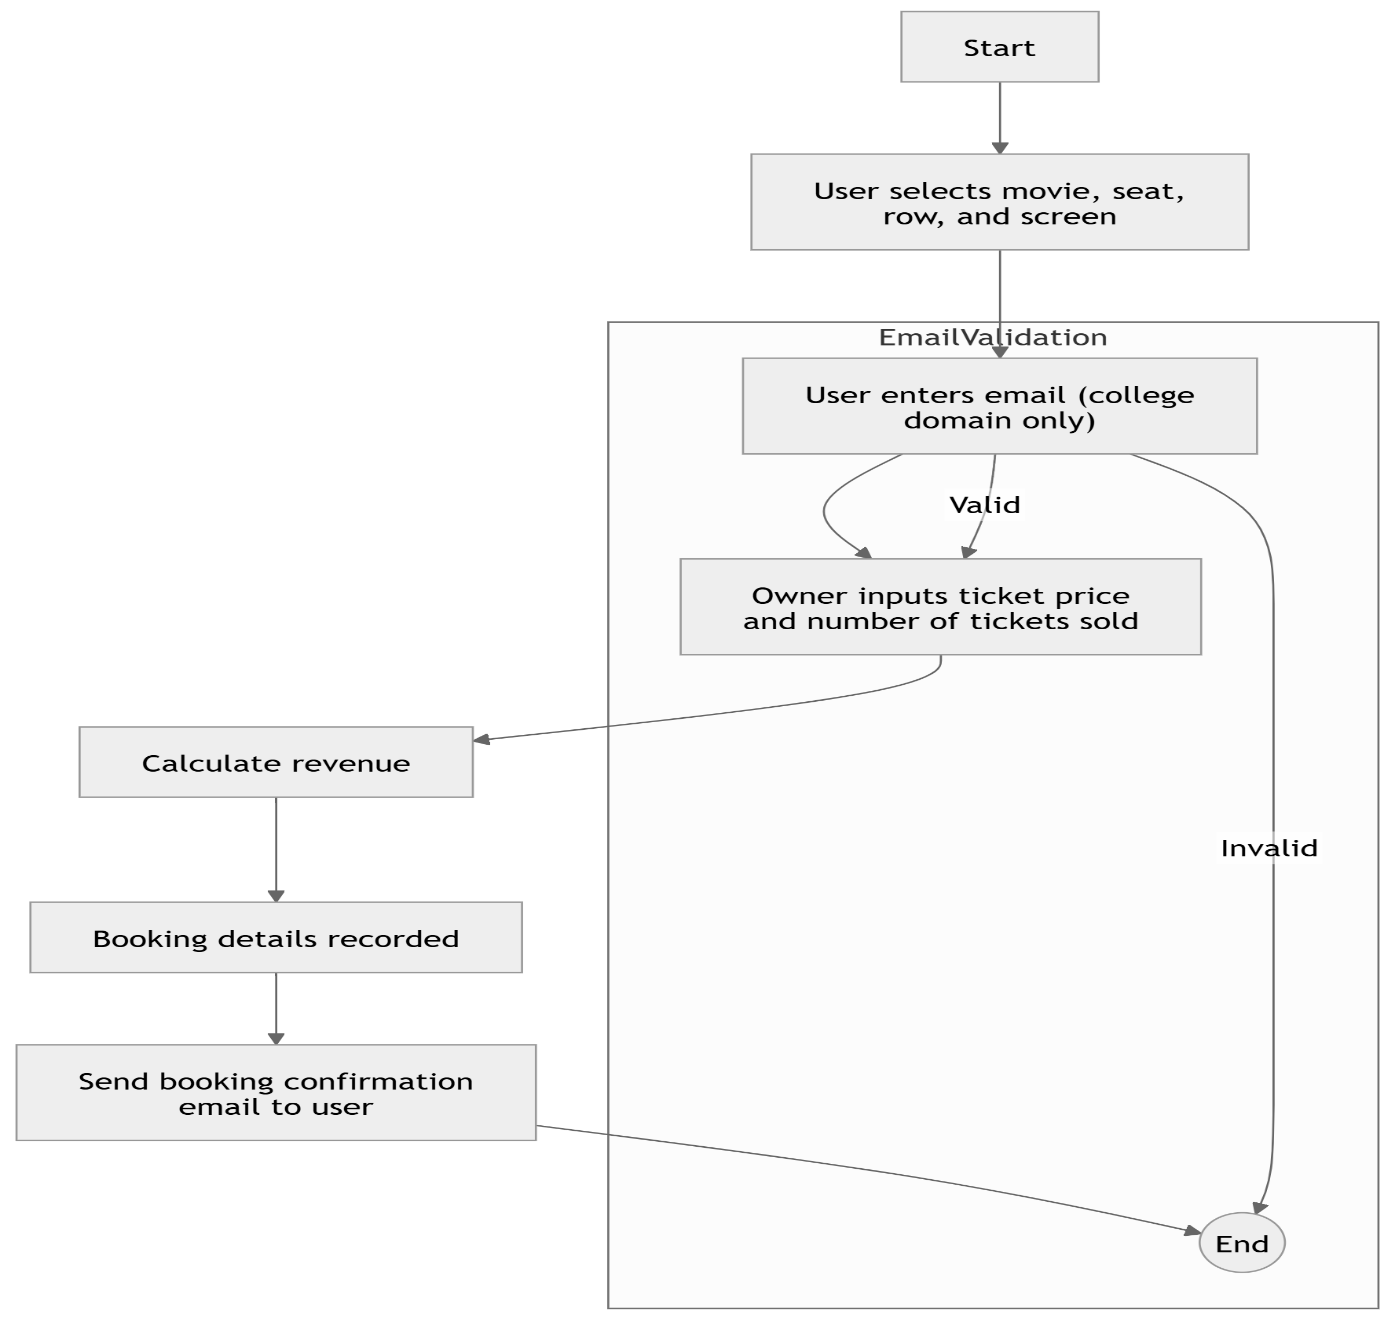 Start
User selects movie, seat,
row, and screen
EmailValidation
User enters email (college
domain only)
Valid
Owner inputs ticket price
and number of tickets sold
Calculate revenue
Invalid
Booking details recorded
Send booking confirmation
email to user
End